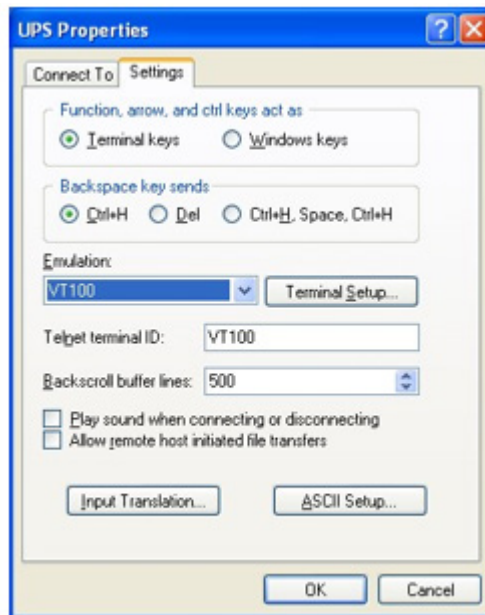 UPS Properties
Connect To Settings
Function, arrow, and ctrl keys act as
Terminal keys Windows keys
Backspace key sends
Ctrl+H Del Ctrl+H, Space, Ctrl+H
Emulation:
VT100 Terminal Setup...
Telnet terminal ID: VT100
Backscroll buffer lines: 500
Play sound when connecting or disconnecting
Allow remote host initiated file transfers
Input Translation... ASCII Setup...
OK Cancel